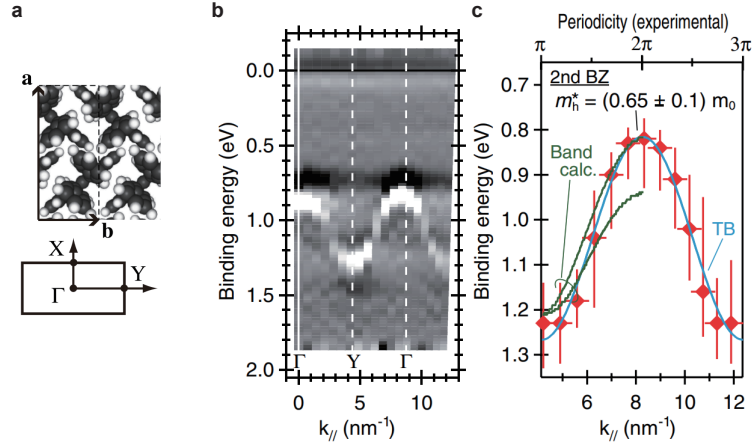 a
a
b
X
Y
Γ
b
0.0
0.5
1.0
1.5
2.0
Binding energy (eV)
Γ
Y
Γ
0
5
10
k// (nm⁻¹)
c
Periodicity (experimental)
π
2π
3π
2nd BZ
m*h = (0.65 ± 0.1) m0
Band
calc.
TB
0.7
0.8
0.9
1.0
1.1
1.2
1.3
Binding energy (eV)
6
8
10
12
k// (nm⁻¹)